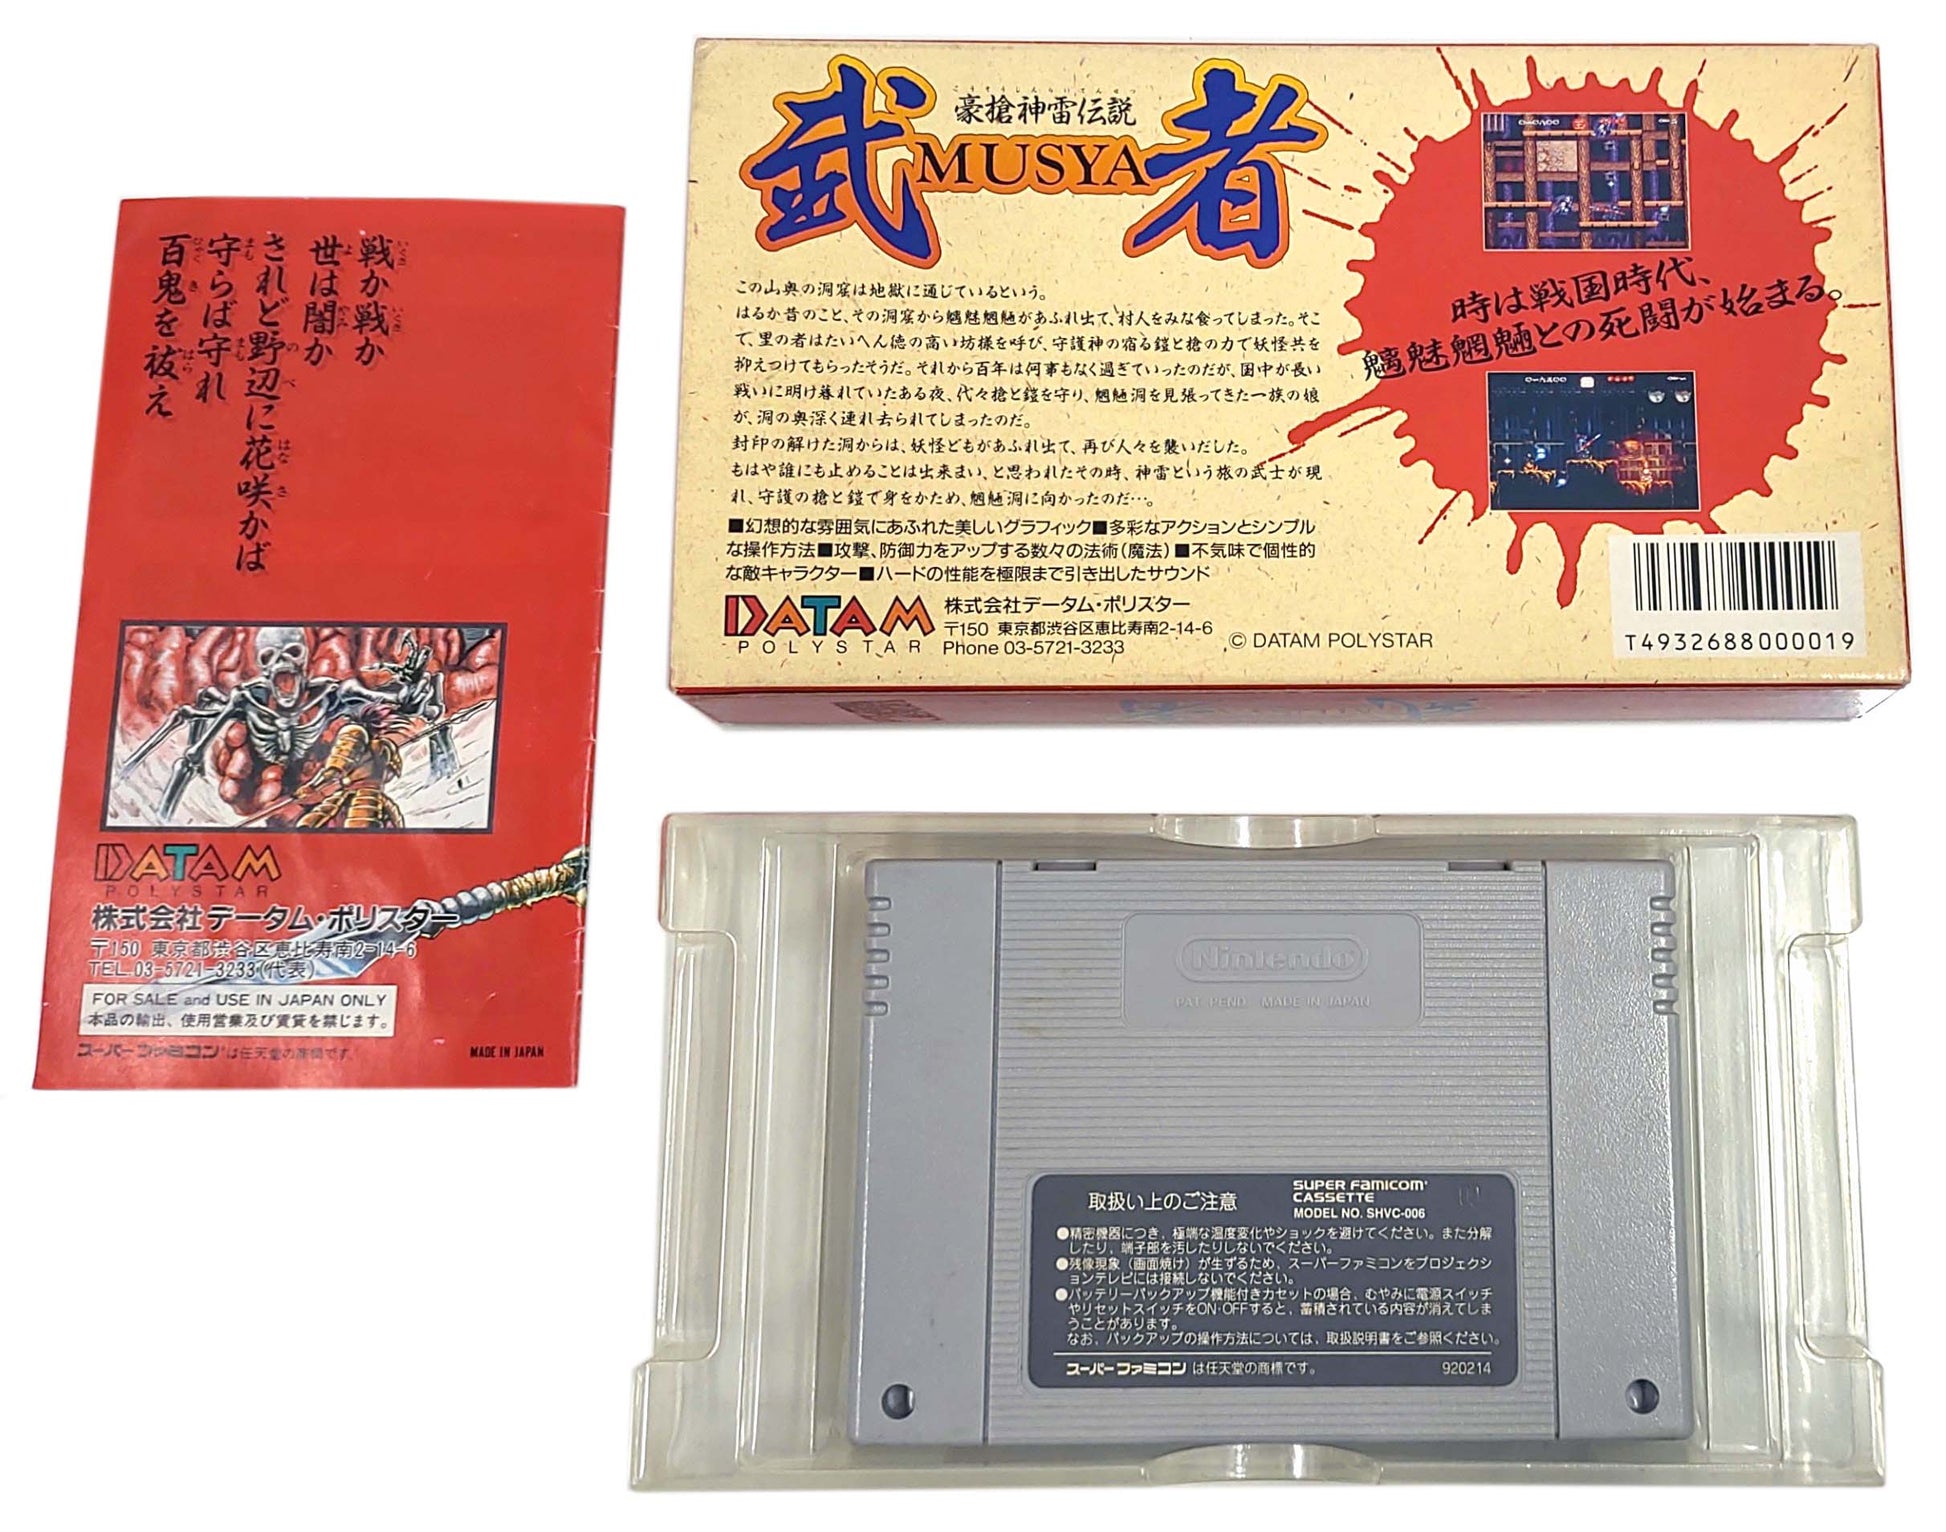 戦か戦か
世は闇か
されど野辺に花咲かば
守らば守れ
百鬼を祓え
DATAM
POLYSTAR
株式会社データム・ポリスター
〒150 東京都渋谷区恵比寿南2-14-6
TEL.03-5721-3233(代表)
FOR SALE and USE IN JAPAN ONLY
本品の輸出、使用営業及び賃貸を禁じます。
スーパーファミコンは任天堂の商標です。
MADE IN JAPAN
ごうそうじんらいでんせつ
豪槍神雷伝説
武者
MUSYA
この山奥の洞窟は地獄に通じているという。
はるか昔のこと、その洞窟から魑魅魍魎があふれ出て、村人をみな食ってしまった。そこ
で、里の者はたいへん徳の高い坊様を呼び、守護神の宿る鎧と槍の力で妖怪共を
抑えつけてもらったそうだ。それから百年は何事もなく過ぎていったのだが、国中が長い
戦いに明け暮れていたある夜、代々槍と鎧を守り、魍魎洞を見張ってきた一族の娘
が、洞の奥深く連れ去られてしまったのだ。
封印の解けた洞からは、妖怪どもがあふれ出て、再び人々を襲いだした。
もはや誰にも止めることは出来まい、と思われたその時、神雷という旅の武士が現
れ、守護の槍と鎧で身をかため、魍魎洞に向かったのだ…。
■幻想的な雰囲気にあふれた美しいグラフィック■多彩なアクションとシンプル
な操作方法■攻撃、防御力をアップする数々の法術(魔法)■不気味で個性的
な敵キャラクター■ハードの性能を極限まで引き出したサウンド
DATAM
POLYSTAR
株式会社データム・ポリスター
〒150 東京都渋谷区恵比寿南2-14-6
Phone 03-5721-3233
© DATAM POLYSTAR
時は戦国時代、
魑魅魍魎との死闘が始まる。
T4932688000019
Nintendo
PAT. PEND. MADE IN JAPAN
取扱い上のご注意
SUPER FAMICOM
CASSETTE
MODEL NO. SHVC-006
●精密機器につき、極端な温度変化やショックを避けてください。また分解
したり、端子部を汚したりしないでください。
●残像現象（画面焼け）が生ずるため、スーパーファミコンをプロジェクシ
ョンテレビには接続しないでください。
●バッテリーバックアップ機能付きカセットの場合、むやみに電源スイッチ
やリセットスイッチをON・OFFすると、蓄積されている内容が消えてしま
うことがあります。
なお、バックアップの操作方法については、取扱説明書をご参照ください。
スーパーファミコンは任天堂の商標です。
920214